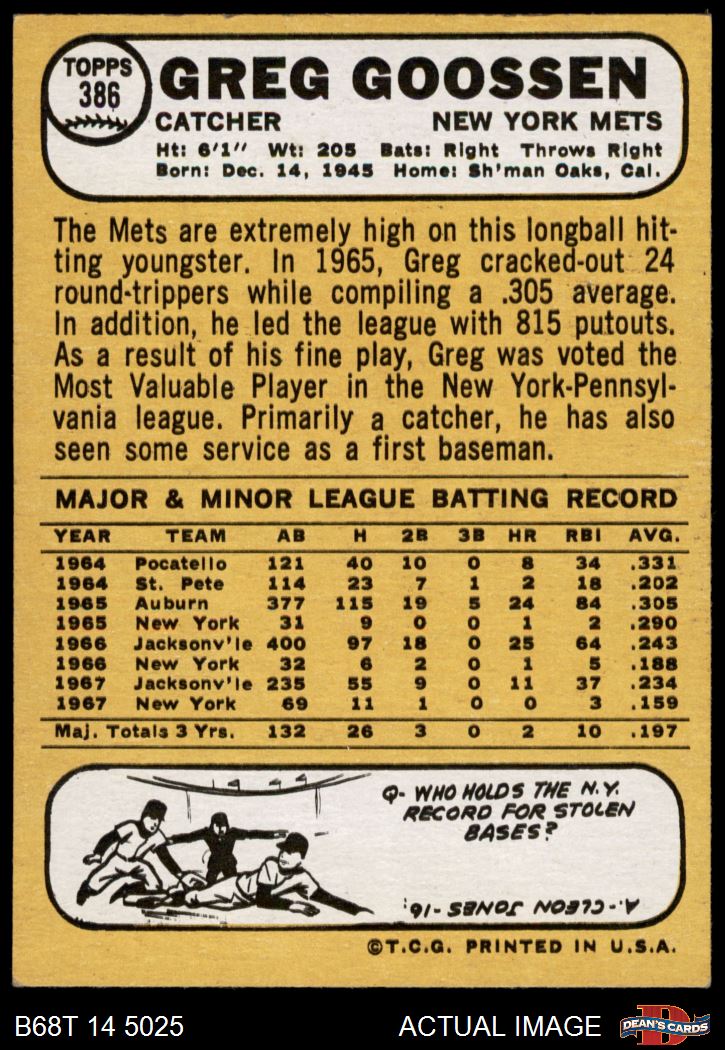 TOPPS
386
GREG GOOSSEN
CATCHER NEW YORK METS
Ht: 6'1" Wt: 205 Bats: Right Throws Right
Born: Dec. 14, 1945 Home: Sh'man Oaks, Cal.
The Mets are extremely high on this longball hit-
ting youngster. In 1965, Greg cracked-out 24
round-trippers while compiling a .305 average.
In addition, he led the league with 815 putouts.
As a result of his fine play, Greg was voted the
Most Valuable Player in the New York-Pennsyl-
vania league. Primarily a catcher, he has also
seen some service as a first baseman.
MAJOR & MINOR LEAGUE BATTING RECORD
YEAR TEAM AB H 2B 3B HR RBI AVG.
1964 Pocatello 121 40 10 0 8 34 .331
1964 St. Pete 114 23 7 1 2 18 .202
1965 Auburn 377 115 19 5 24 84 .305
1965 New York 31 9 0 0 1 2 .290
1966 Jacksonv'le 400 97 18 0 25 64 .243
1966 New York 32 6 2 0 1 5 .188
1967 Jacksonv'le 235 55 9 0 11 37 .234
1967 New York 69 11 1 0 0 3 .159
Maj. Totals 3 Yrs. 132 26 3 0 2 10 .197
Q- WHO HOLDS THE N.Y.
RECORD FOR STOLEN
BASES?
A.- CLEON JONES -16.
©T.C.G. PRINTED IN U.S.A.
B68T 14 5025 ACTUAL IMAGE
D
DEAN'S CARDS